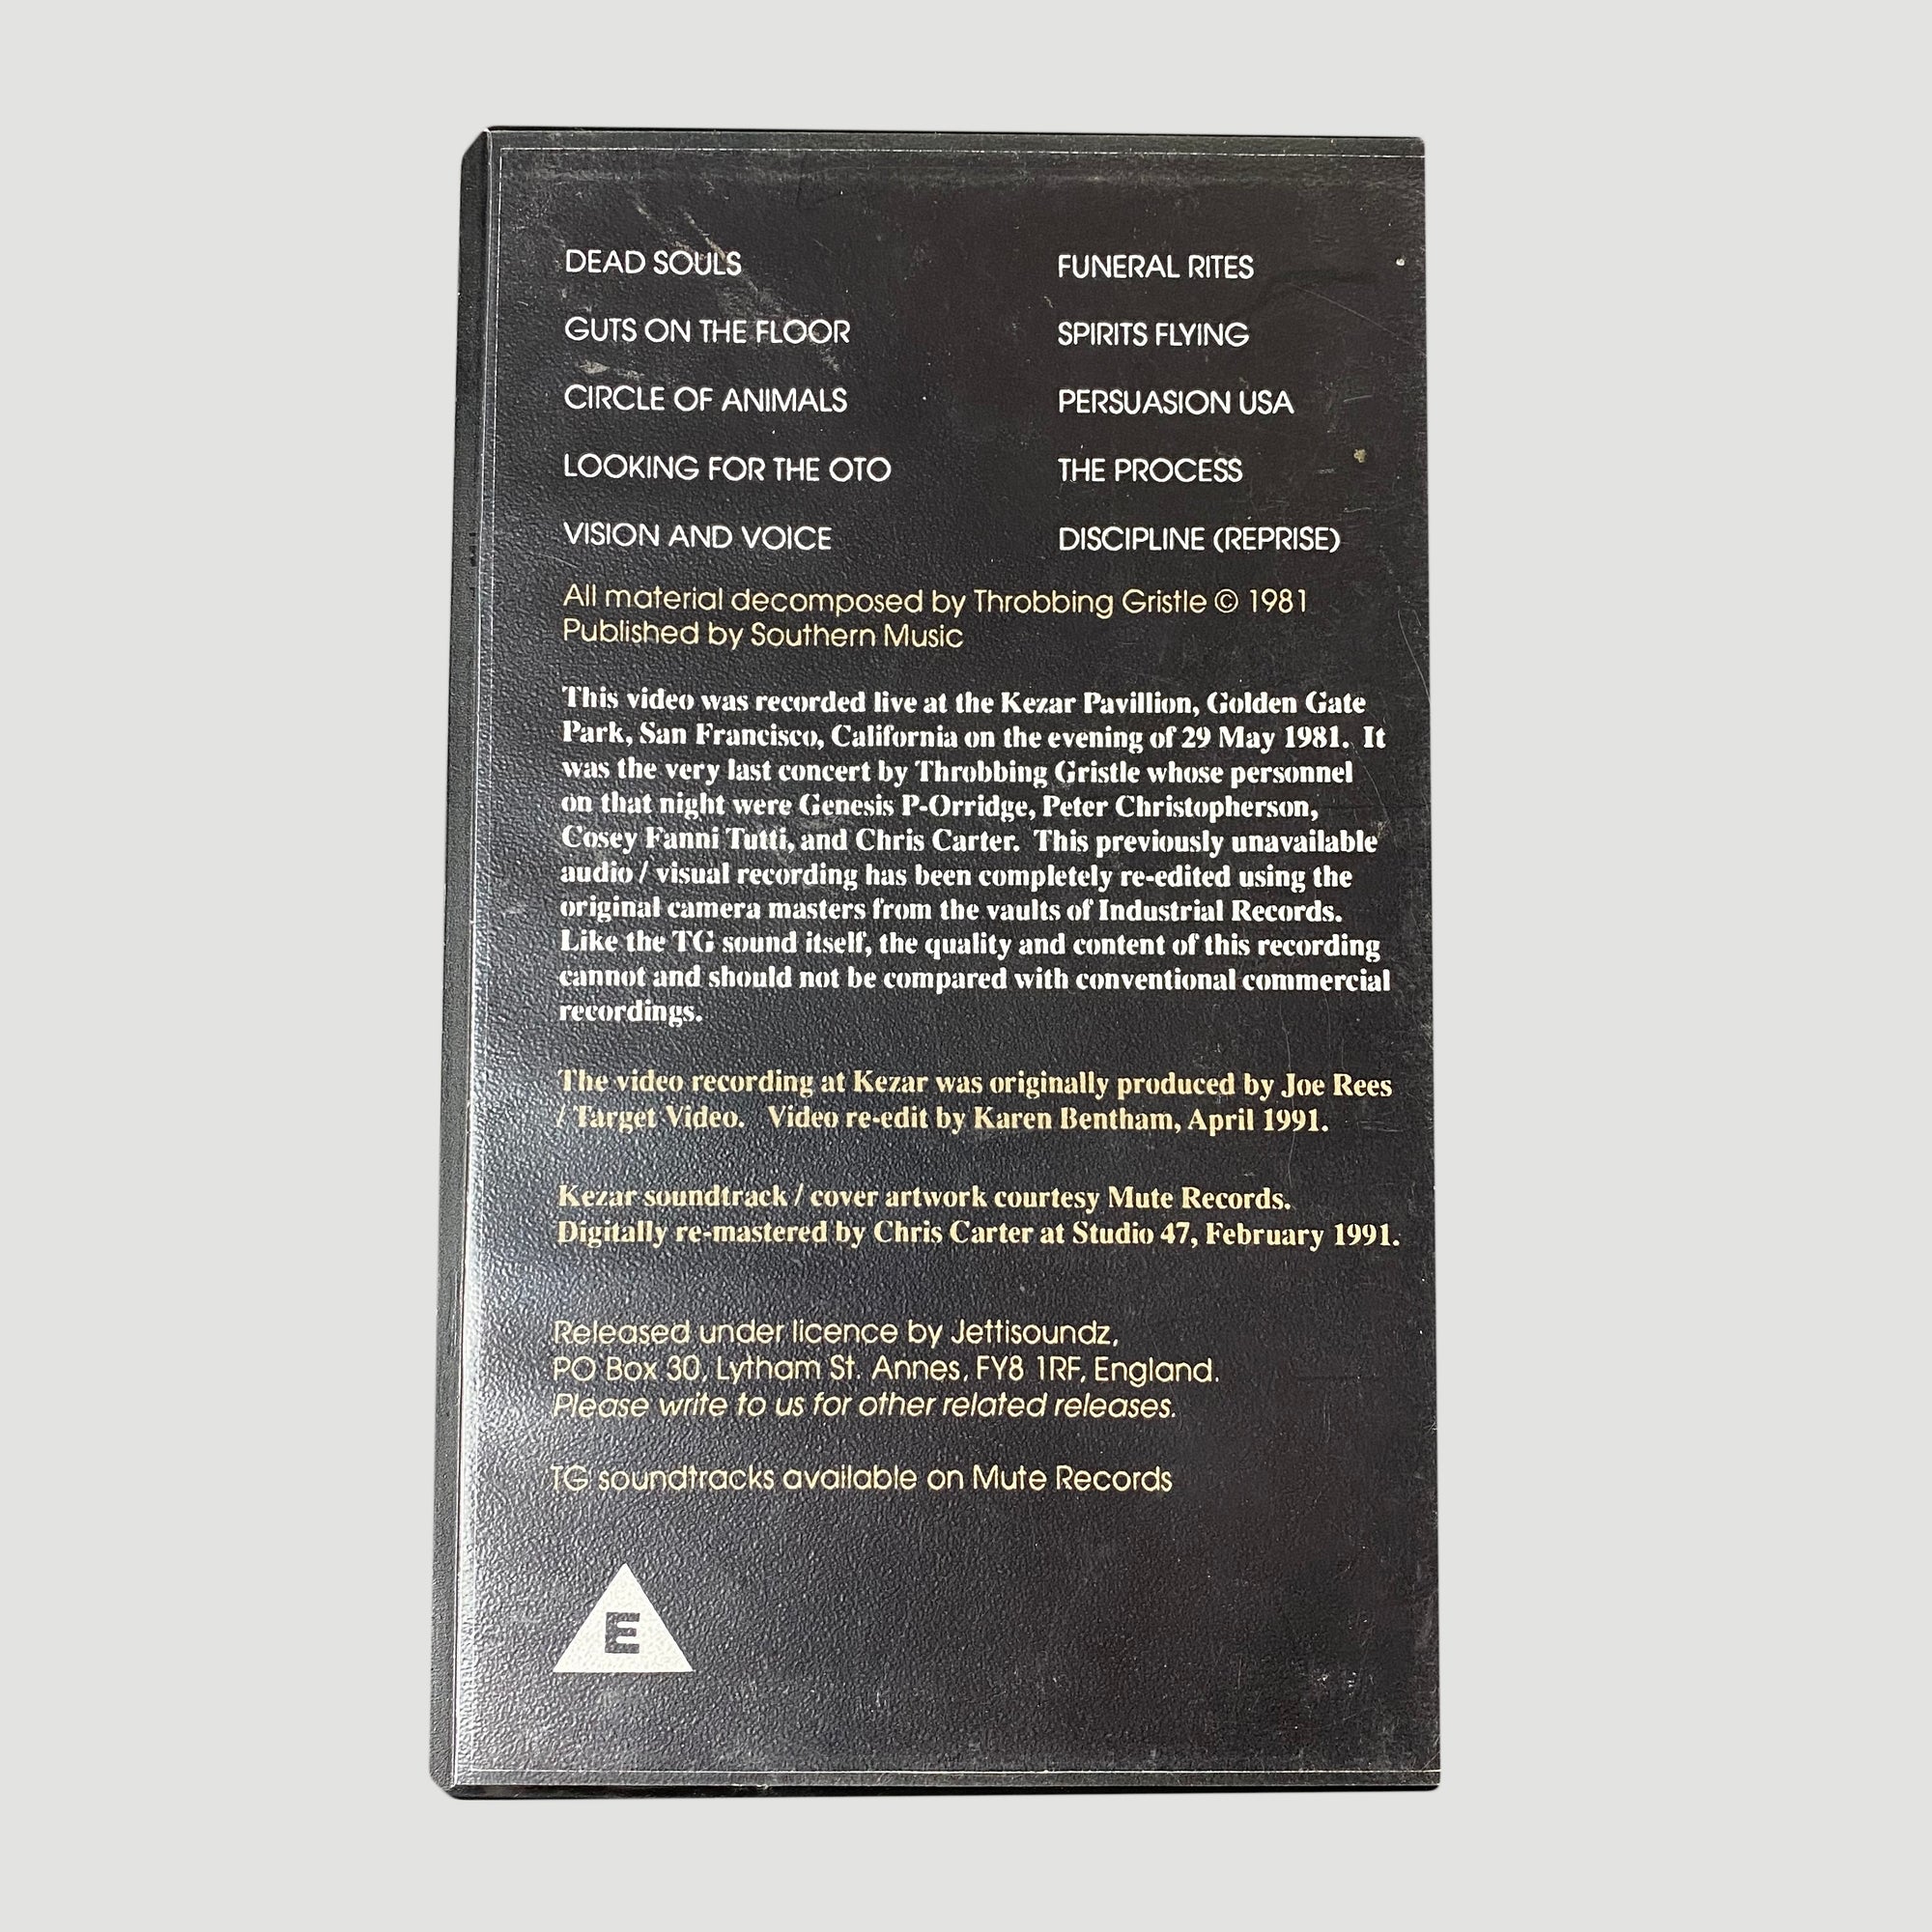 DEAD SOULS
GUTS ON THE FLOOR
CIRCLE OF ANIMALS
LOOKING FOR THE OTO
VISION AND VOICE
FUNERAL RITES
SPIRITS FLYING
PERSUASION USA
THE PROCESS
DISCIPLINE (REPRISE)
All material decomposed by Throbbing Gristle © 1981
Published by Southern Music
This video was recorded live at the Kezar Pavillion, Golden Gate
Park, San Francisco, California on the evening of 29 May 1981. It
was the very last concert by Throbbing Gristle whose personnel
on that night were Genesis P-Orridge, Peter Christopherson,
Cosey Fanni Tutti, and Chris Carter. This previously unavailable
audio / visual recording has been completely re-edited using the
original camera masters from the vaults of Industrial Records.
Like the TG sound itself, the quality and content of this recording
cannot and should not be compared with conventional commercial
recordings.
The video recording at Kezar was originally produced by Joe Rees
/ Target Video. Video re-edit by Karen Bentham, April 1991.
Kezar soundtrack / cover artwork courtesy Mute Records.
Digitally re-mastered by Chris Carter at Studio 47, February 1991.
Released under licence by Jettisoundz,
PO Box 30, Lytham St. Annes, FY8 1RF, England.
Please write to us for other related releases.
TG soundtracks available on Mute Records
E